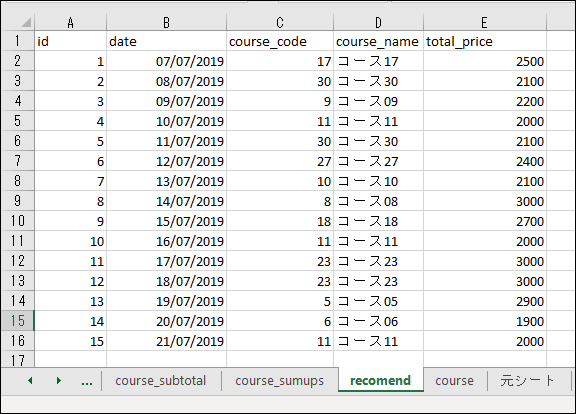 A B C D E
1 id date course_code course_name total_price
2 1 07/07/2019 17 コース17 2500
3 2 08/07/2019 30 コース30 2100
4 3 09/07/2019 9 コース09 2200
5 4 10/07/2019 11 コース11 2000
6 5 11/07/2019 30 コース30 2100
7 6 12/07/2019 27 コース27 2400
8 7 13/07/2019 10 コース10 2100
9 8 14/07/2019 8 コース08 3000
10 9 15/07/2019 18 コース18 2700
11 10 16/07/2019 11 コース11 2000
12 11 17/07/2019 23 コース23 3000
13 12 18/07/2019 23 コース23 3000
14 13 19/07/2019 5 コース05 2900
15 14 20/07/2019 6 コース06 1900
16 15 21/07/2019 11 コース11 2000
17
... course_subtotal course_sumups recomend course 元シート